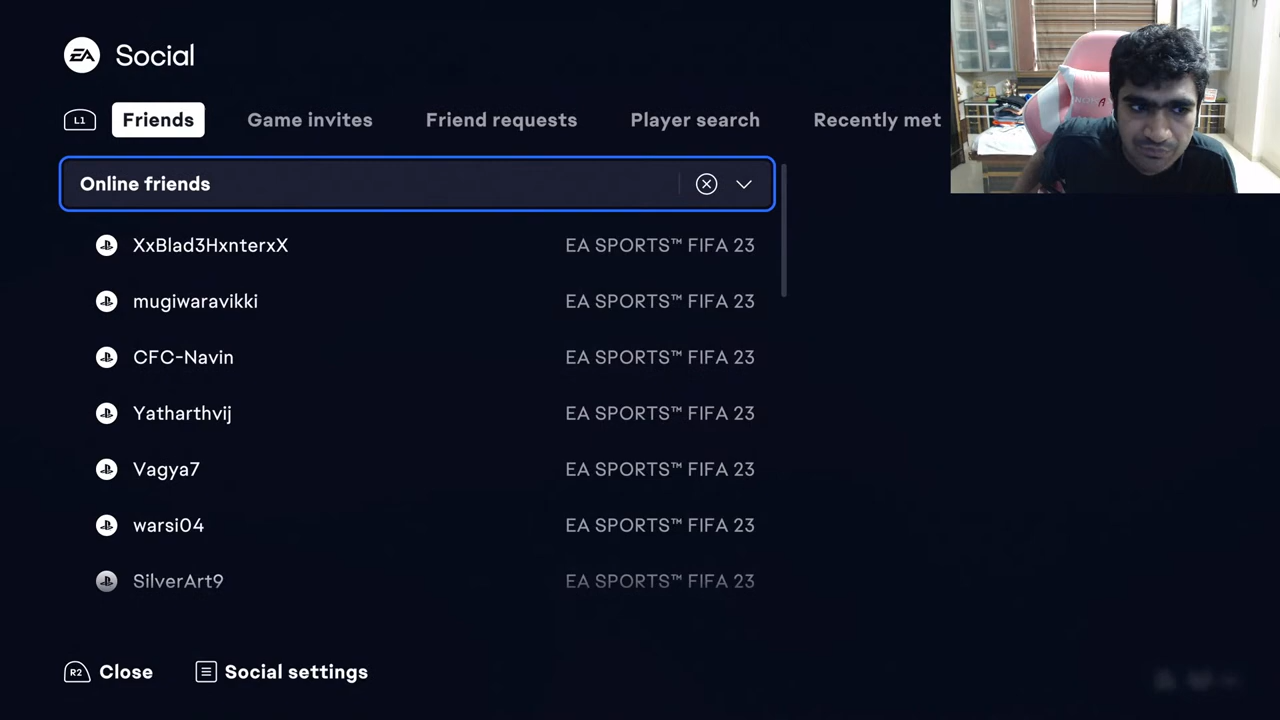 EA Social
L1 Friends Game invites Friend requests Player search Recently met
Online friends
XxBlad3HxnterxX EA SPORTS™ FIFA 23
mugiwaravikki EA SPORTS™ FIFA 23
CFC-Navin EA SPORTS™ FIFA 23
Yatharthvij EA SPORTS™ FIFA 23
Vagya7 EA SPORTS™ FIFA 23
warsi04 EA SPORTS™ FIFA 23
SilverArt9 EA SPORTS™ FIFA 23
R2 Close Social settings